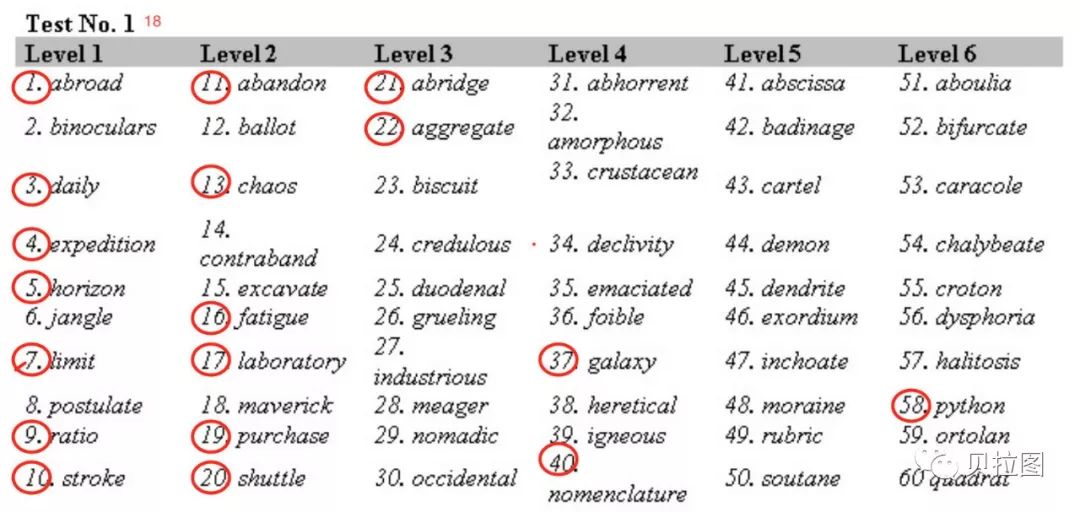 Test No. 1 18
Level 1 Level 2 Level 3 Level 4 Level 5 Level 6
1. abroad 11. abandon 21. abridge 31. abhorrent 41. abscissa 51. aboulia
2. binoculars 12. ballot 22. aggregate 32. amorphous 42. badinage 52. bifurcate
3. daily 13. chaos 23. biscuit 33. crustacean 43. cartel 53. caracole
4. expedition 14. contraband 24. credulous 34. declivity 44. demon 54. chalybeate
5. horizon 15. excavate 25. duodenal 35. emaciated 45. dendrite 55. croton
6. jangle 16. fatigue 26. grueling 36. foible 46. exordium 56. dysphoria
7. limit 17. laboratory 27. industrious 37. galaxy 47. inchoate 57. halitosis
8. postulate 18. maverick 28. meager 38. heretical 48. moraine 58. python
9. ratio 19. purchase 29. nomadic 39. igneous 49. rubric 59. ortolan
10. stroke 20. shuttle 30. occidental 40. nomenclature 50. soutane 60 quadrat
贝拉图